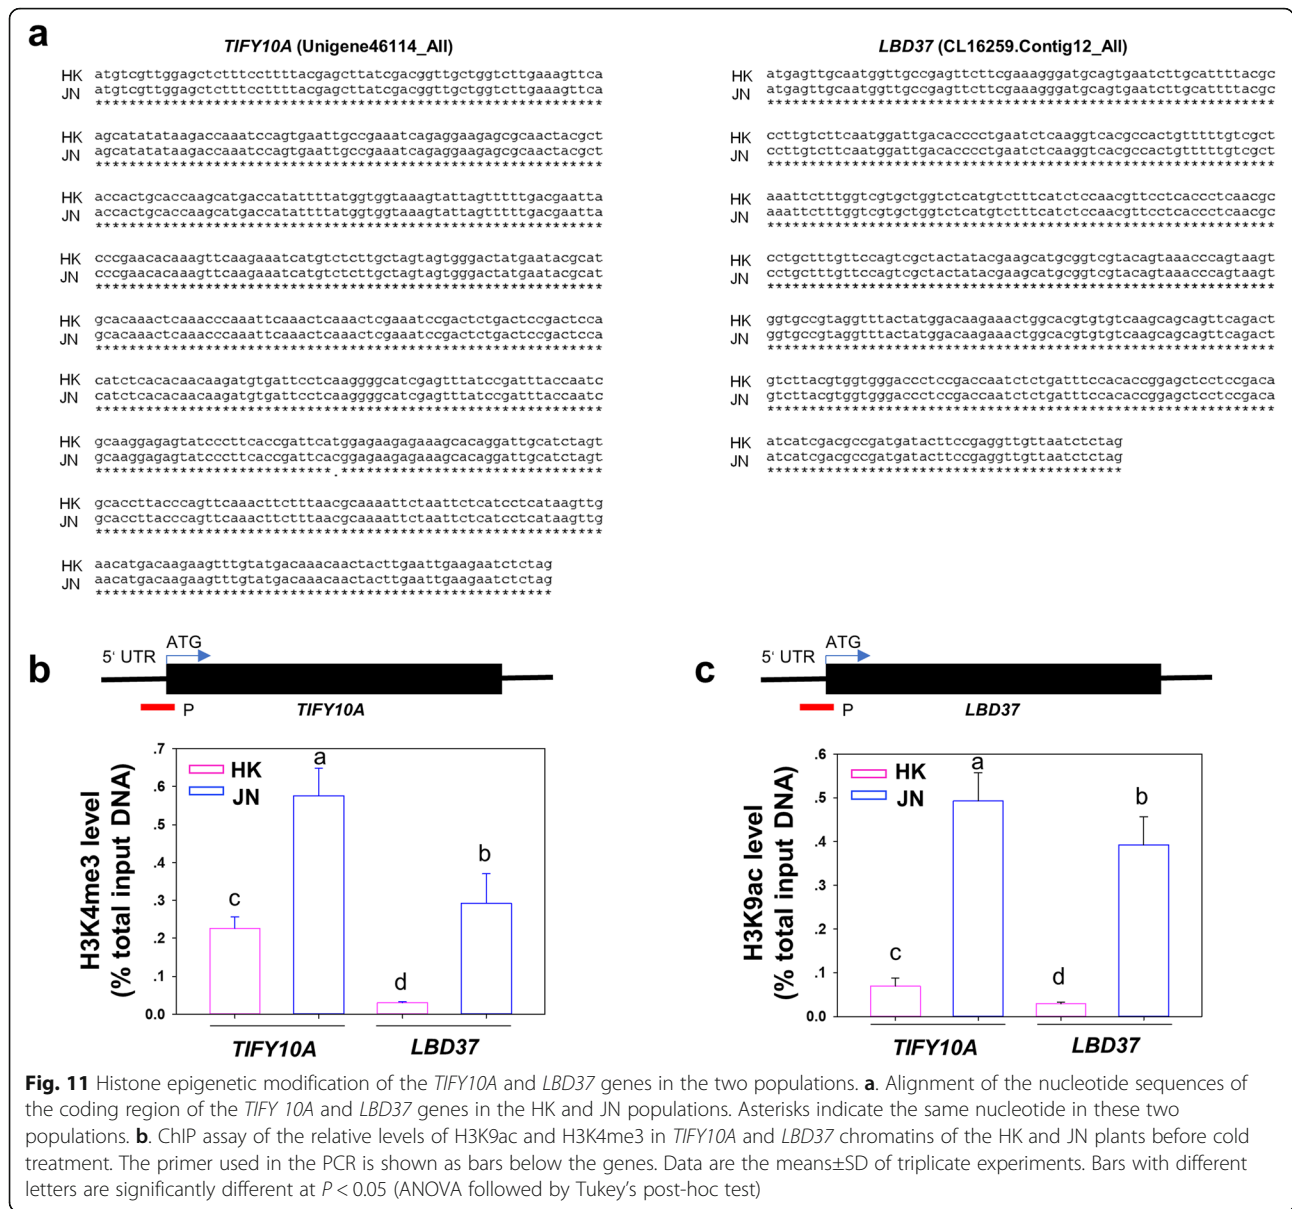 a
TIFY10A (Unigene46114_All)
HK atgtcgttggagctctttccttttacgagcttatcgacggttgctggtcttgaaagttca
JN atgtcgttggagctctttccttttacgagcttatcgacggttgctggtcttgaaagttca
************************************************************
HK agcatatataagaccaaatccagtgaattgccgaaatcagaggaagagcgcaactacgct
JN agcatatataagaccaaatccagtgaattgccgaaatcagaggaagagcgcaactacgct
************************************************************
HK accactgcaccaagcatgaccatattttatggtggtaaagtattagtttttgacgaatta
JN accactgcaccaagcatgaccatattttatggtggtaaagtattagtttttgacgaatta
************************************************************
HK cccgaacacaaagttcaagaaatcatgtctcttgctagtagtgggactatgaatacgcat
JN cccgaacacaaagttcaagaaatcatgtctcttgctagtagtgggactatgaatacgcat
************************************************************
HK gcacaaactcaaacccaaattcaaactcaaactcgaaatccgactctgactccgactcca
JN gcacaaactcaaacccaaattcaaactcaaactcgaaatccgactctgactccgactcca
************************************************************
HK catctcacacaacaagatgtgattcctcaaggggcatcgagtttatccgatttaccaatc
JN catctcacacaacaagatgtgattcctcaaggggcatcgagtttatccgatttaccaatc
************************************************************
HK gcaaggagagtatcccttcaccgattcatggagaagagaaagcacaggattgcatctagt
JN gcaaggagagtatcccttcaccgattcacggagaagagaaagcacaggattgcatctagt
****************************.*******************************
HK gcaccttacccagttcaaacttctttaacgcaaaattctaattctcatcctcataagttg
JN gcaccttacccagttcaaacttctttaacgcaaaattctaattctcatcctcataagttg
************************************************************
HK aacatgacaagaagtttgtatgacaaacaactacttgaattgaagaatctctag
JN aacatgacaagaagtttgtatgacaaacaactacttgaattgaagaatctctag
******************************************************
LBD37 (CL16259.Contig12_All)
HK atgagttgcaatggttgccgagttcttcgaaagggatgcagtgaatcttgcattttacgc
JN atgagttgcaatggttgccgagttcttcgaaagggatgcagtgaatcttgcattttacgc
************************************************************
HK ccttgtcttcaatggattgacacccctgaatctcaaggtcacgccactgtttttgtcgct
JN ccttgtcttcaatggattgacacccctgaatctcaaggtcacgccactgtttttgtcgct
************************************************************
HK aaattctttggtcgtgctggtctcatgtctttcatctccaacgttcctcaccctcaacgc
JN aaattctttggtcgtgctggtctcatgtctttcatctccaacgttcctcaccctcaacgc
************************************************************
HK cctgctttgttccagtcgctactatacgaagcatgcggtcgtacagtaaacccagtaagt
JN cctgctttgttccagtcgctactatacgaagcatgcggtcgtacagtaaacccagtaagt
************************************************************
HK ggtgccgtaggtttactatggacaagaaactggcacgtgtgtcaagcagcagttcagact
JN ggtgccgtaggtttactatggacaagaaactggcacgtgtgtcaagcagcagttcagact
************************************************************
HK gtcttacgtggtgggaccctccgaccaatctctgatttccacaccggagctcctccgaca
JN gtcttacgtggtgggaccctccgaccaatctctgatttccacaccggagctcctccgaca
************************************************************
HK atcatcgacgccgatgatacttccgaggttgttaatctctag
JN atcatcgacgccgatgatacttccgaggttgttaatctctag
******************************************
b
5' UTR
ATG
P
TIFY10A
H3K4me3 level
(% total input DNA)
.7
.6
.5
.4
.3
.2
.1
0.0
HK
JN
c
a
d
b
TIFY10A
LBD37
c
5' UTR
ATG
P
LBD37
H3K9ac level
(% total input DNA)
.6
.5
.4
.3
.2
.1
0.0
HK
JN
c
a
d
b
TIFY10A
LBD37
Fig. 11 Histone epigenetic modification of the TIFY10A and LBD37 genes in the two populations. a. Alignment of the nucleotide sequences of
the coding region of the TIFY 10A and LBD37 genes in the HK and JN populations. Asterisks indicate the same nucleotide in these two
populations. b. ChIP assay of the relative levels of H3K9ac and H3K4me3 in TIFY10A and LBD37 chromatins of the HK and JN plants before cold
treatment. The primer used in the PCR is shown as bars below the genes. Data are the means±SD of triplicate experiments. Bars with different
letters are significantly different at P < 0.05 (ANOVA followed by Tukey's post-hoc test)